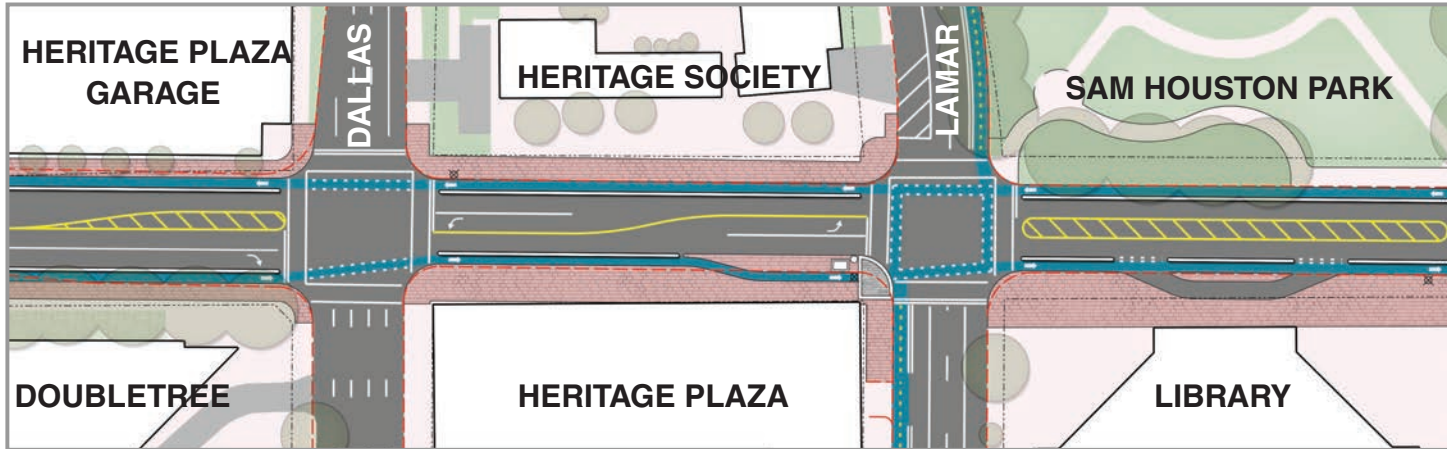 HERITAGE PLAZA
GARAGE
DALLAS
HERITAGE SOCIETY
LAMAR
SAM HOUSTON PARK
DOUBLETREE
HERITAGE PLAZA
LIBRARY